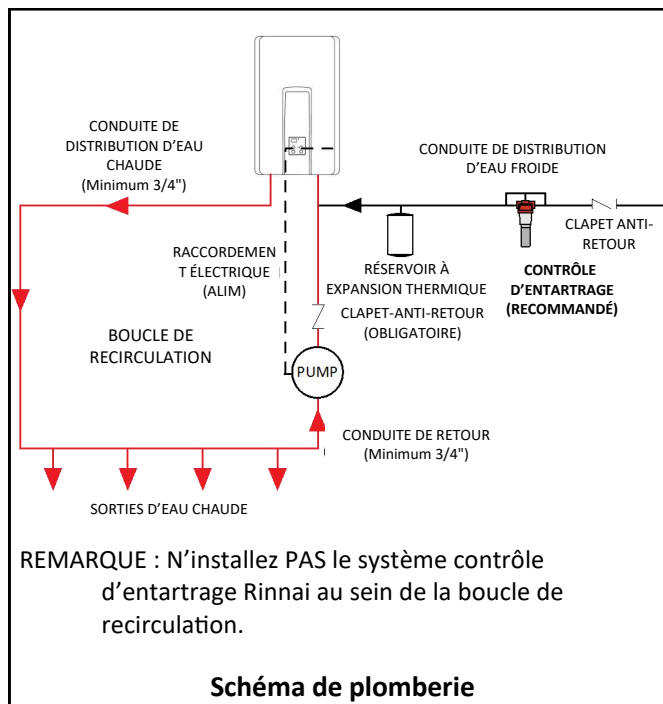 CONDUITE DE
DISTRIBUTION D'EAU
CHAUDE
(Minimum 3/4")
CONDUITE DE DISTRIBUTION
D'EAU FROIDE
CLAPET ANTI-
RETOUR
RACCORDEMEN
T ÉLECTRIQUE
(ALIM)
RÉSERVOIR À
EXPANSION THERMIQUE
CONTRÔLE
D'ENTARTRAGE
(RECOMMANDÉ)
CLAPET-ANTI-RETOUR
(OBLIGATOIRE)
BOUCLE DE
RECIRCULATION
PUMP
CONDUITE DE RETOUR
(Minimum 3/4")
SORTIES D'EAU CHAUDE
REMARQUE : N'installez PAS le système contrôle
d'entartrage Rinnai au sein de la boucle de
recirculation.
Schéma de plomberie